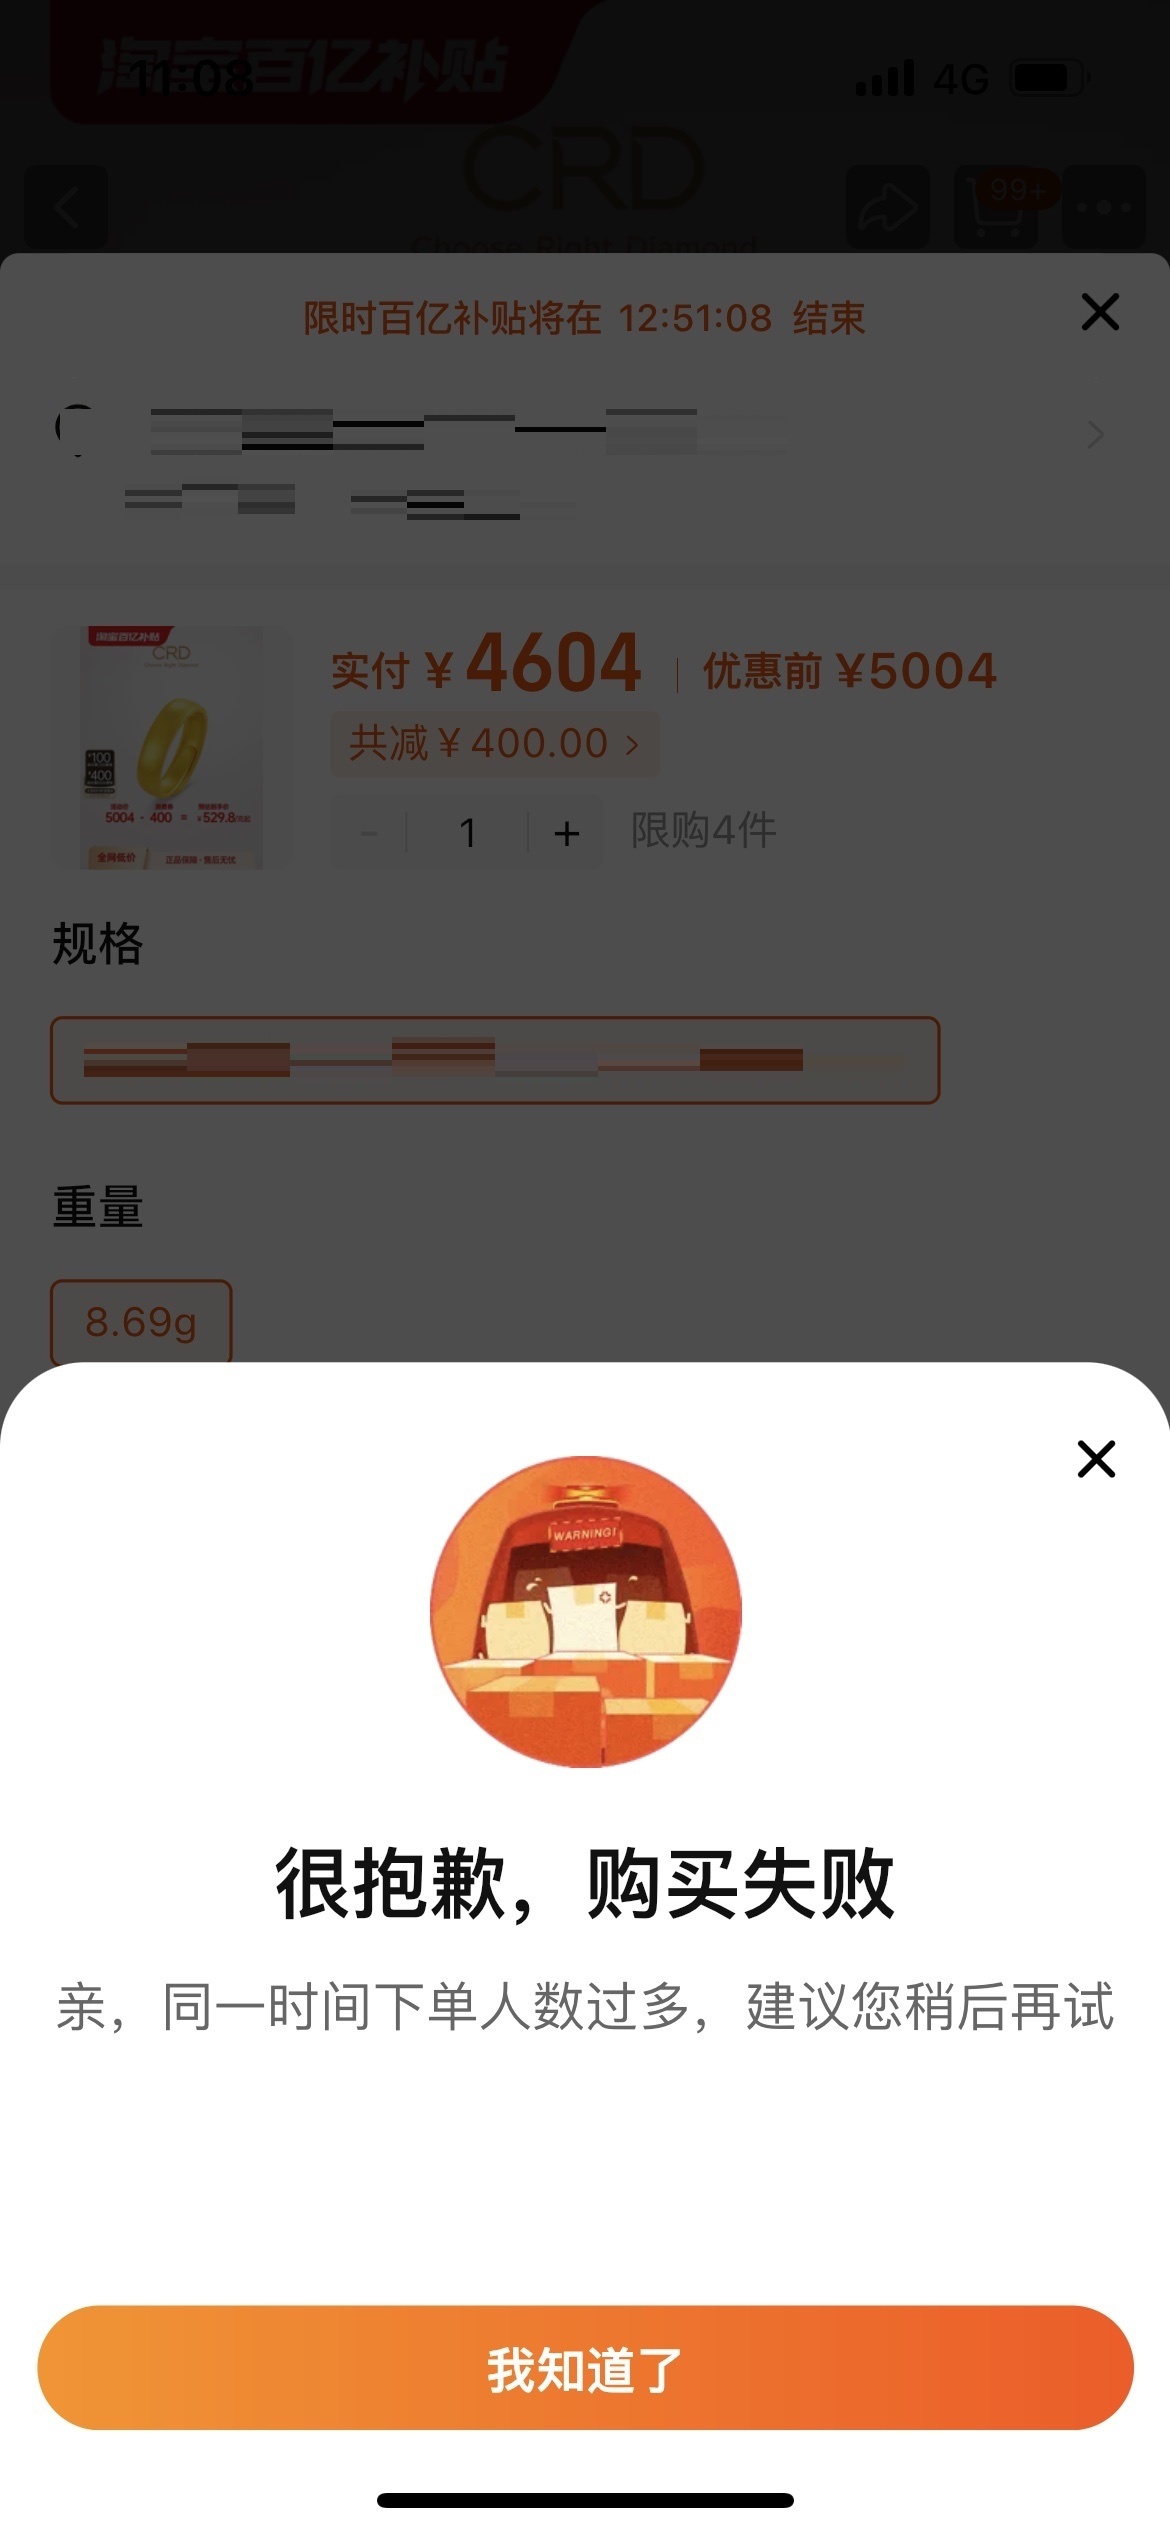 淘宝百亿补贴
11:08
4G
CRD
99+
Choose Right Diamond
限时百亿补贴将在 12:51:08 结束
淘宝百亿补贴
CRD
实付 ¥4604 | 优惠前 ¥5004
共减 ¥400.00 >
100
400
5004 - 400 = ¥529.8
全网低价
正品保障·售后无忧
- 1 + 限购4件
规格
重量
8.69g
WARNING!
很抱歉，购买失败
亲，同一时间下单人数过多，建议您稍后再试
我知道了